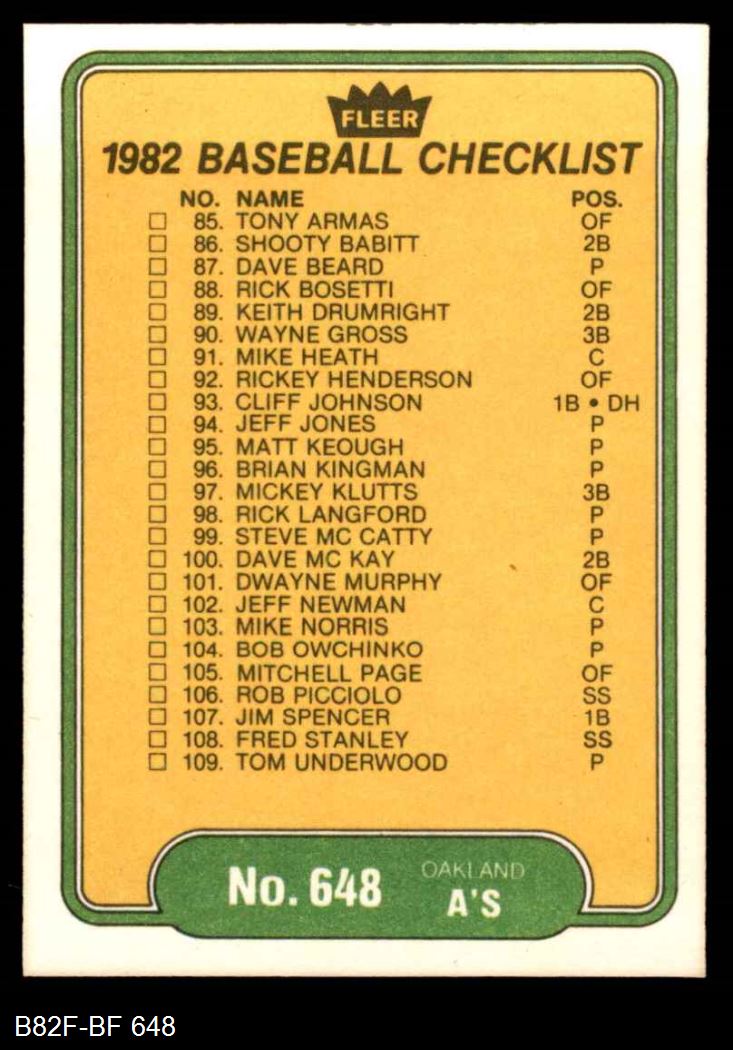 FLEER
1982 BASEBALL CHECKLIST
NO. NAME POS.
85. TONY ARMAS OF
86. SHOOTY BABITT 2B
87. DAVE BEARD P
88. RICK BOSETTI OF
89. KEITH DRUMRIGHT 2B
90. WAYNE GROSS 3B
91. MIKE HEATH C
92. RICKEY HENDERSON OF
93. CLIFF JOHNSON 1B • DH
94. JEFF JONES P
95. MATT KEOUGH P
96. BRIAN KINGMAN P
97. MICKEY KLUTTS 3B
98. RICK LANGFORD P
99. STEVE MC CATTY P
100. DAVE MC KAY 2B
101. DWAYNE MURPHY OF
102. JEFF NEWMAN C
103. MIKE NORRIS P
104. BOB OWCHINKO P
105. MITCHELL PAGE OF
106. ROB PICCIOLO SS
107. JIM SPENCER 1B
108. FRED STANLEY SS
109. TOM UNDERWOOD P
No. 648
OAKLAND
A'S
B82F-BF 648